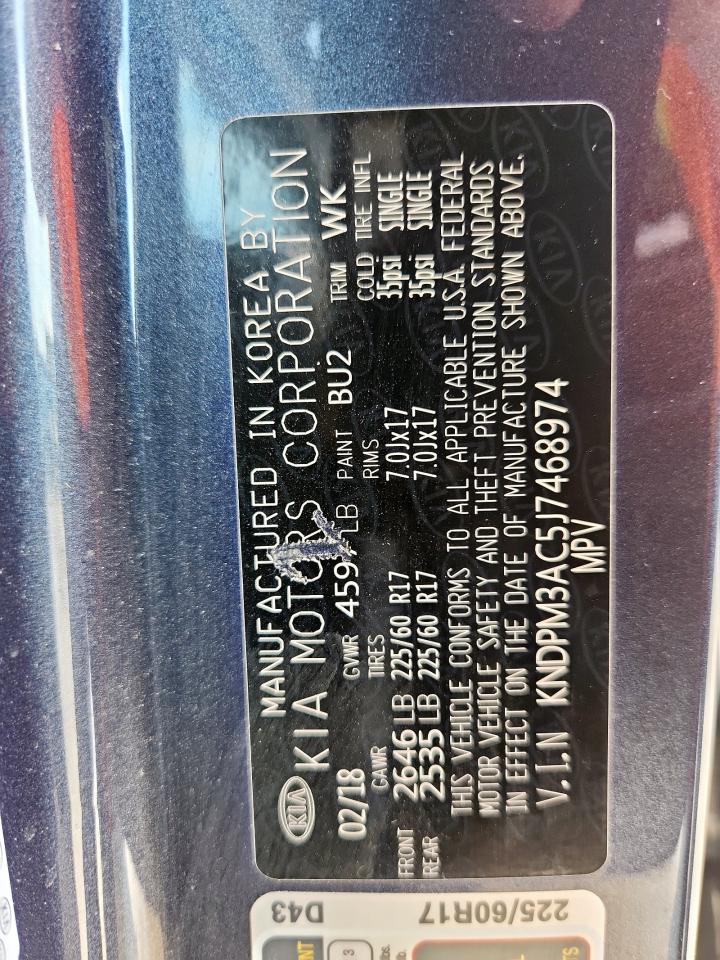 KIA
MANUFACTURED IN KOREA BY
KIA MOTORS CORPORATION
02/18 GVWR LB PAINT BU2 TRIM WK
GAWR TIRES RIMS COLD TIRE INFL
FRONT 2646 LB 225/60 R17 7.0Jx17 35psi SINGLE
REAR 2535 LB 225/60 R17 7.0Jx17 35psi SINGLE
THIS VEHICLE CONFORMS TO ALL APPLICABLE U.S.A. FEDERAL
MOTOR VEHICLE SAFETY AND THEFT PREVENTION STANDARDS
IN EFFECT ON THE DATE OF MANUFACTURE SHOWN ABOVE.
V.I.N KNDPM3AC5J7468974
MPV
225/60R17
D43